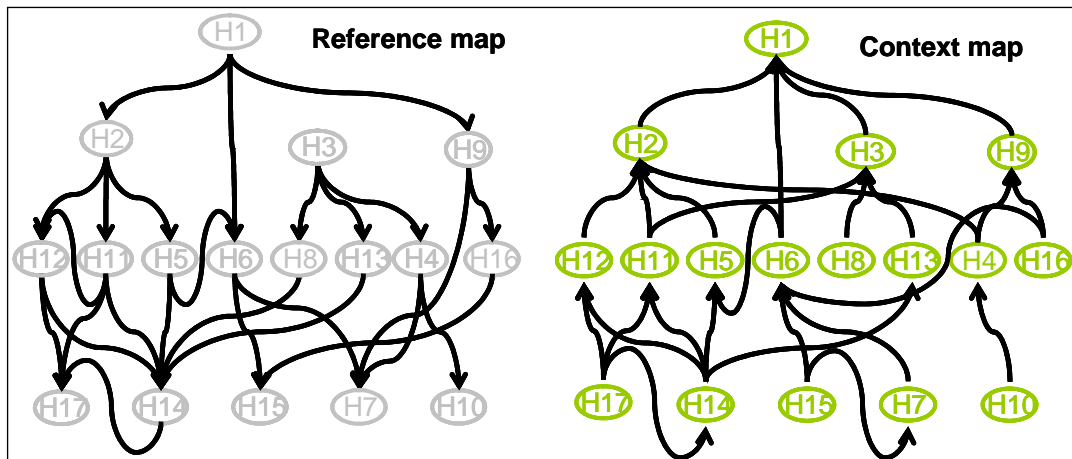 H1
Reference map
H2
H3
H9
H12
H11
H5
H6
H8
H13
H4
H16
H17
H14
H15
H7
H10
H1
Context map
H2
H3
H9
H12
H11
H5
H6
H8
H13
H4
H16
H17
H14
H15
H7
H10